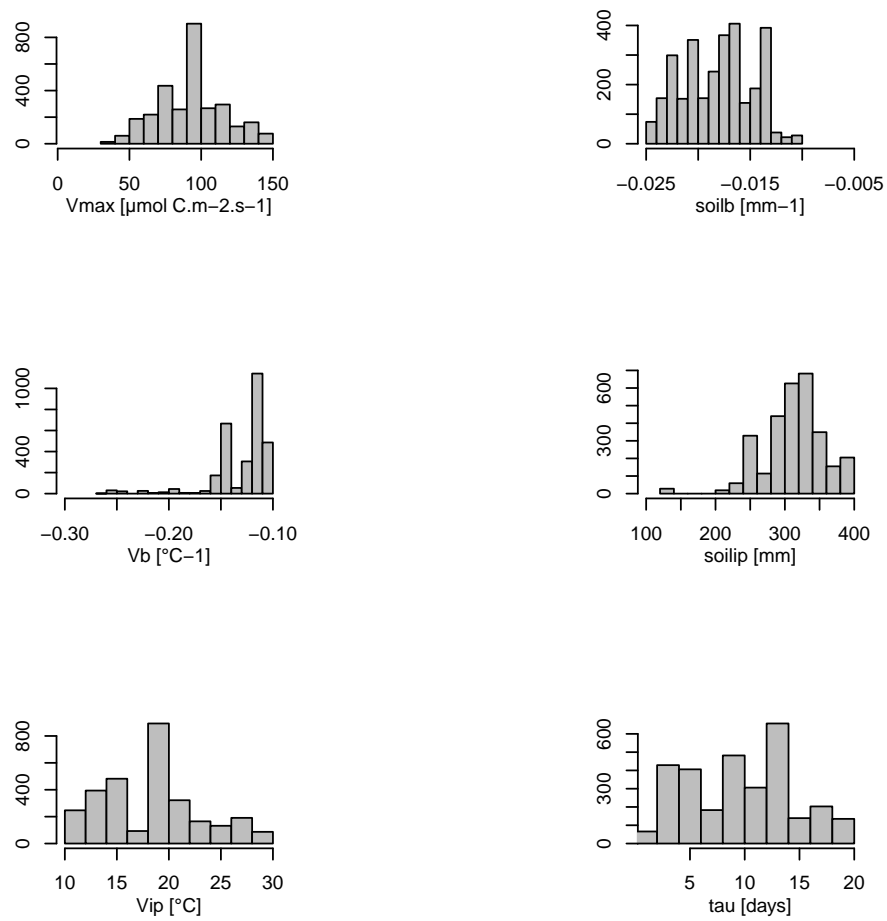 0 400 800
0 50 100 150
Vmax [µmol C.m−2.s−1]
0 200 400
−0.025 −0.015 −0.005
soilb [mm−1]
0 400 1000
−0.30 −0.20 −0.10
Vb [°C−1]
0 300 600
100 200 300 400
soilip [mm]
0 400 800
10 15 20 25 30
Vip [°C]
0 300 600
5 10 15 20
tau [days]